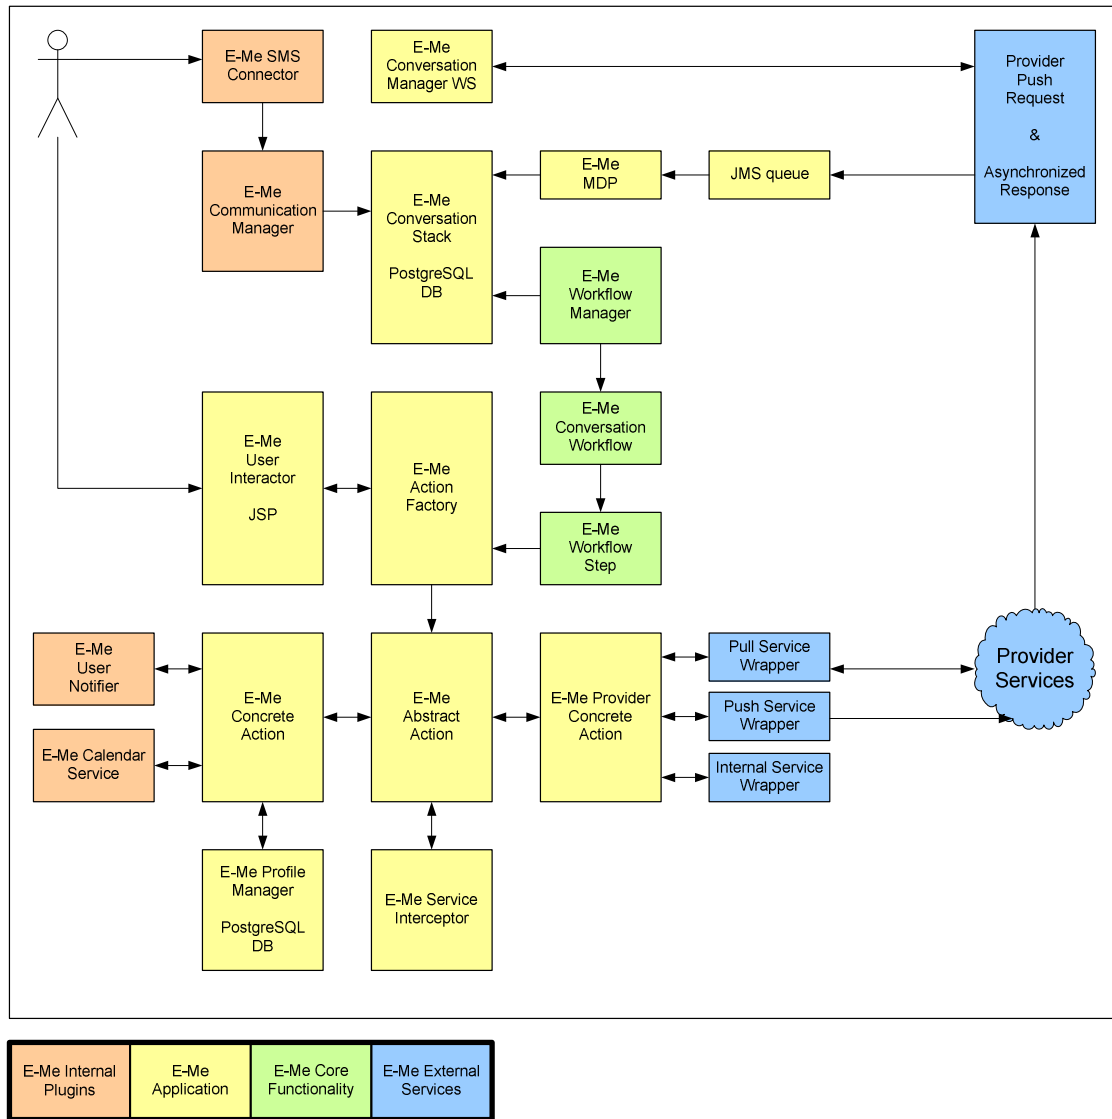 E-Me SMS
Connector
E-Me
Conversation
Manager WS
Provider
Push
Request
&
Asynchronized
Response
E-Me
Communication
Manager
E-Me
Conversation
Stack
PostgreSQL
DB
E-Me
MDP
JMS queue
E-Me
Workflow
Manager
E-Me
User
Interactor
JSP
E-Me
Action
Factory
E-Me
Conversation
Workflow
E-Me
Workflow
Step
E-Me
User
Notifier
E-Me
Concrete
Action
E-Me
Abstract
Action
E-Me Provider
Concrete
Action
Pull Service
Wrapper
Provider
Services
Push Service
Wrapper
E-Me Calendar
Service
Internal Service
Wrapper
E-Me Profile
Manager
PostgreSQL
DB
E-Me Service
Interceptor
E-Me Internal
Plugins
E-Me
Application
E-Me Core
Functionality
E-Me External
Services